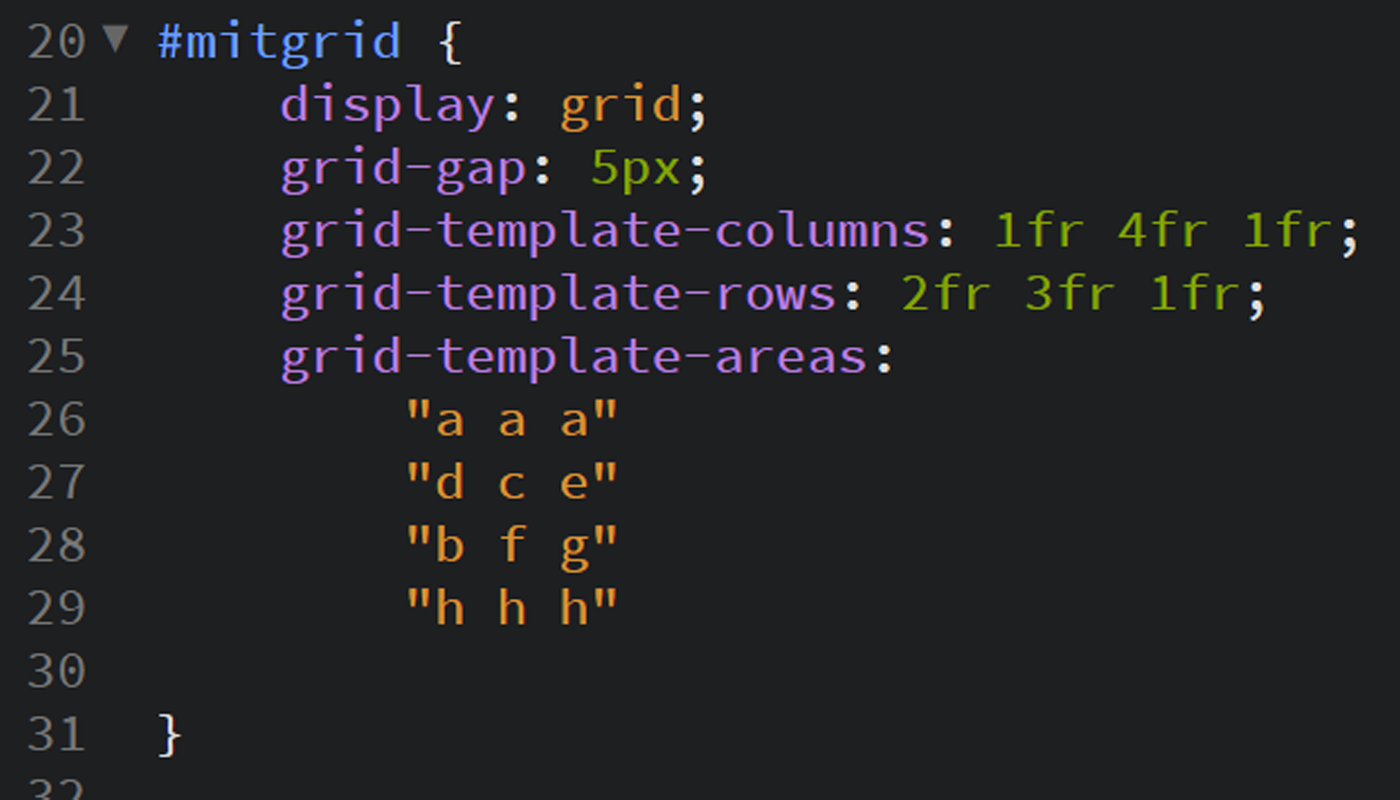 20 ▼ #mitgrid {
21 display: grid;
22 grid-gap: 5px;
23 grid-template-columns: 1fr 4fr 1fr;
24 grid-template-rows: 2fr 3fr 1fr;
25 grid-template-areas:
26 "a a a"
27 "d c e"
28 "b f g"
29 "h h h"
30
31 }
32